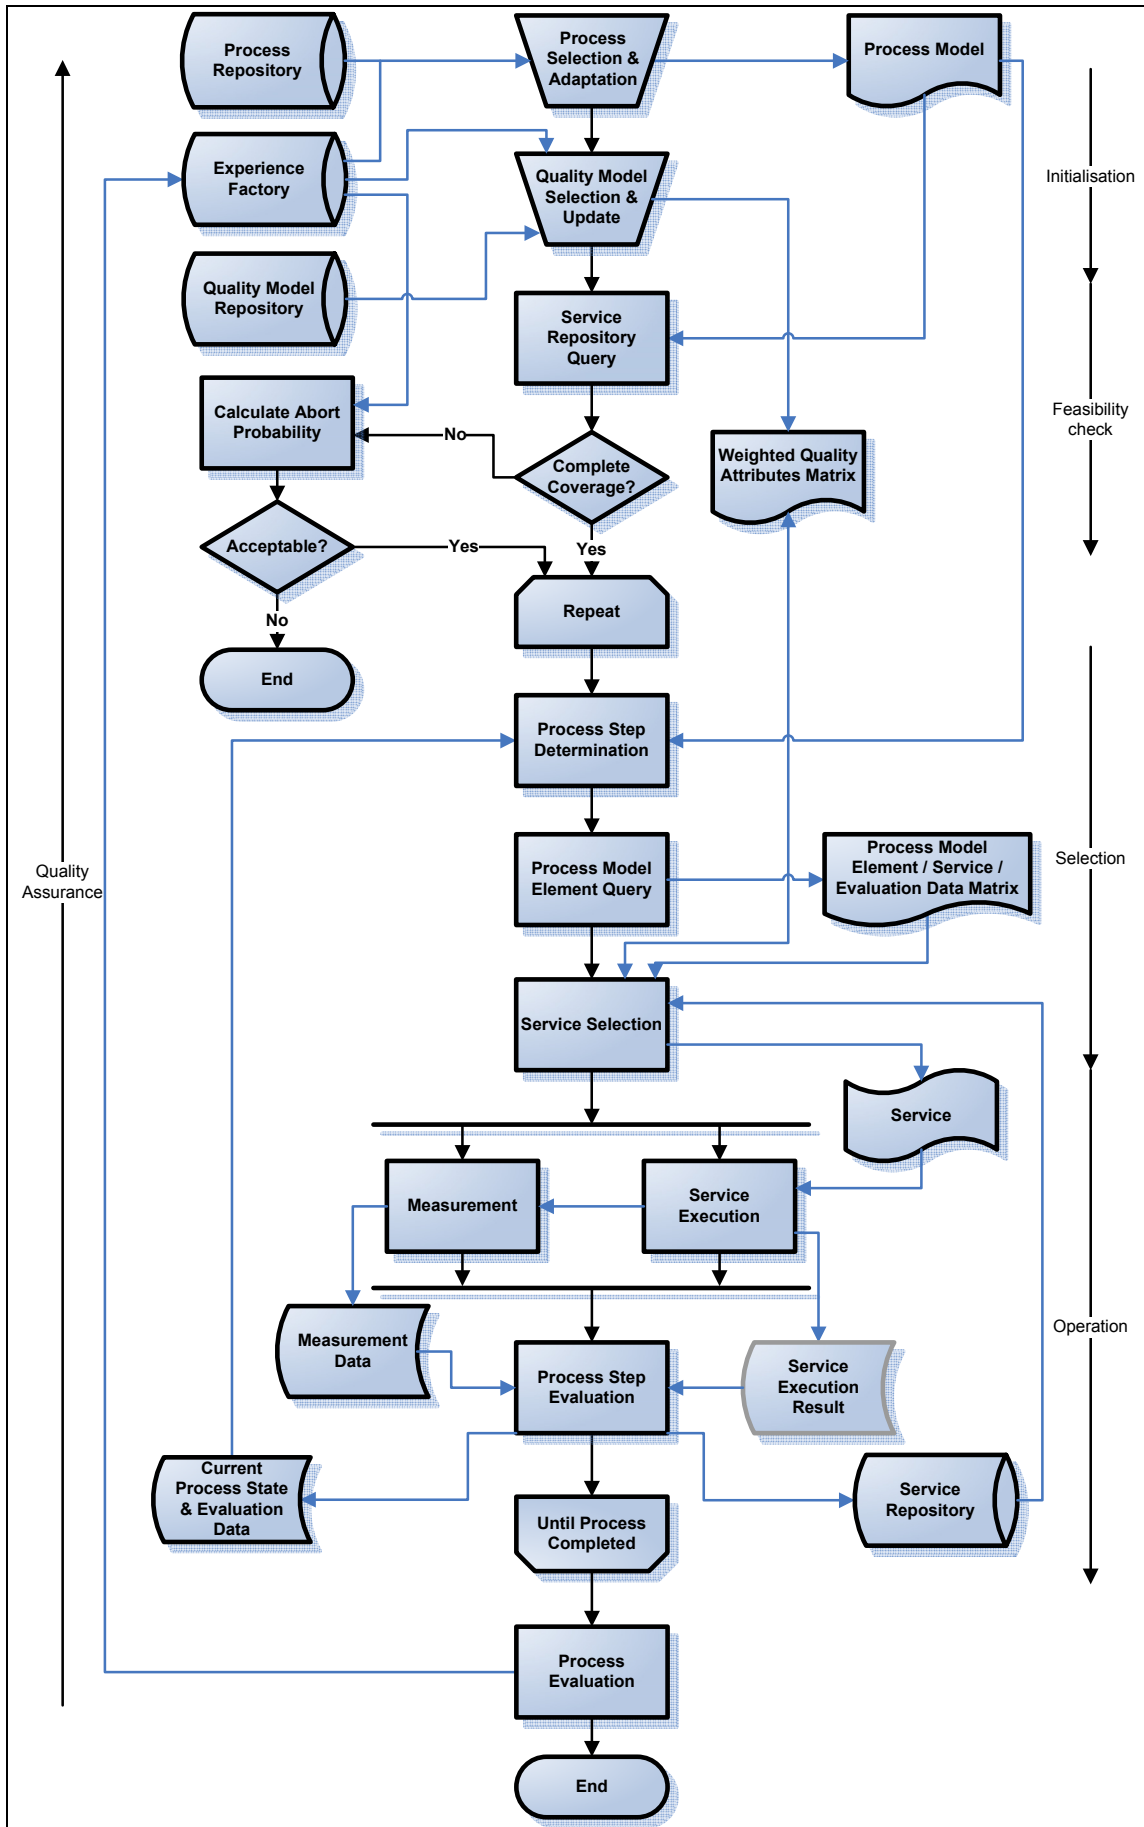 Process
Repository
Process
Selection &
Adaptation
Process Model
Experience
Factory
Quality Model
Selection &
Update
Initialisation
Quality Model
Repository
Service
Repository
Query
Calculate Abort
Probability
No
Complete
Coverage?
Weighted Quality
Attributes Matrix
Feasibility
check
Acceptable?
Yes
Yes
Repeat
No
End
Process Step
Determination
Quality
Assurance
Process Model
Element Query
Process Model
Element / Service /
Evaluation Data Matrix
Selection
Service Selection
Service
Measurement
Service
Execution
Operation
Measurement
Data
Process Step
Evaluation
Service
Execution
Result
Current
Process State
& Evaluation
Data
Until Process
Completed
Service
Repository
Process
Evaluation
End